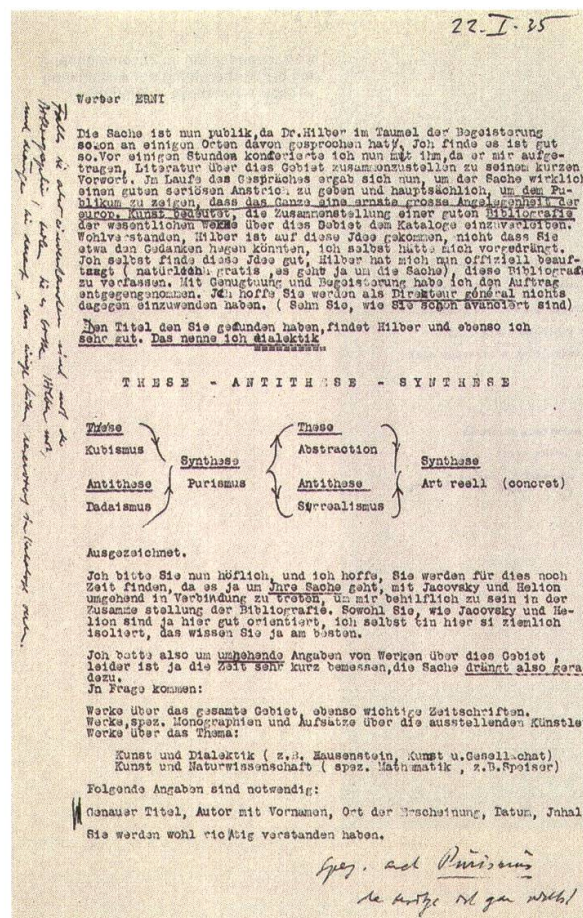 22.I.35
Werber ERNI
Die Sache ist nun publik,da Dr.Hilber im Taumel der Begeisterung
schon an einigen Orten davon gesprochen hat. Jch finde es ist gut
so.Vor einigen Stunden konferierte ich nun mit ihm,da er mir aufge-
tragen, Literatur über dies Gebiet zusammenzustellen zu seinem kurzen
Vorwort. Jn Laufe des Gespräches ergab sich nun, um der Sache wirklich
einen guten seriösen Anstrich zu geben und hauptsächlich, um dem Pu-
blikum zu zeigen, dass das Ganze eine ernste grosse Angelegenheit der
europ. Kunst bedeutet, die Zusammenstellung einer guten Bibliografie
der wesentlichen Werke über dies Gebiet dem Kataloge einzuverleiben.
Wohlverstanden, Hilber ist auf diese Jdee gekommen, nicht dass Sie
etwa den Gedanken hegen könnten, ich selbst hätte mich vorgedrängt.
Jch selbst finde diese Jdee gut, Hilber hat mich nun offiziell beauf-
tragt ( natürlich gratis ,es geht ja um die Sache), diese Bibliografie
zu verfassen. Mit Genugtuung und Begeisterung habe ich den Auftrag
entgegengenommen. Jch hoffe Sie werden als Direkteur général nichts
dagegen einzuwenden haben. ( Sehn Sie, wie Sie schon avanciert sind)
Den Titel den Sie gefunden haben,findet Hilber und ebenso ich
sehr gut. Das nenne ich dialektik
THESE - ANTITHESE - SYNTHESE
These These
Kubismus Abstraction
Synthese Synthese
Purismus Art reell (concret)
Antithese Antithese
Dadaismus Surrealismus
Ausgezeichnet.
Jch bitte Sie nun höflich, und ich hoffe, Sie werden für dies noch
Zeit finden, da es ja um Jhre Sache geht, mit Jacovsky und Helion
umgehend in Verbindung zu treten, um mir behilflich zu sein in der
Zusamme stellung der Bibliografie. Sowohl Sie, wie Jacovsky und He-
lion sind ja hier gut orientiert, ich selbst bin hier si ziemlich
isoliert, das wissen Sie ja am besten.
Jch batte also um umgehende Angaben von Werken über dies Gebiet ,
leider ist ja die Zeit sehr kurz bemessen,die Sache drängt also gera
dezu.
Jn Frage kommen:
Werke über das gesamte Gebiet, ebenso wichtige Zeitschriften.
Werke,spez. Monographien und Aufsätze über die ausstellenden Künstle
Werke über das Thema:
Kunst und Dialektik ( z.B. Hausenstein, Kunst u.Gesellschat)
Kunst und Naturwissenschaft ( spez. Mathematik , z.B.Speiser)
Folgende Angaben sind notwendig:
Genauer Titel, Autor mit Vornamen, Ort der Erscheinung, Datum, Jnhal
Sie werden wohl richtig verstanden haben.
Spez. auch Purismus